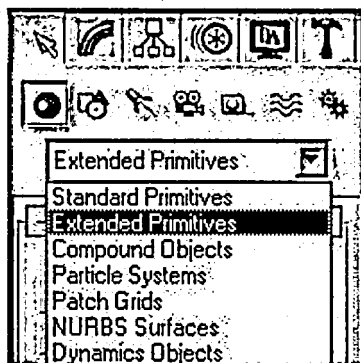 Extended Primitives
Standard Primitives
Extended Primitives
Compound Objects
Particle Systems
Patch Grids
NURBS Surfaces
Dynamics Objects